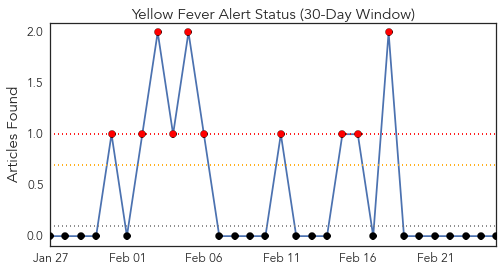 Yellow Fever Alert Status (30-Day Window)
Articles Found
2.0
1.5
1.0
0.5
0.0
Jan 27 Feb 01 Feb 06 Feb 11 Feb 16 Feb 21